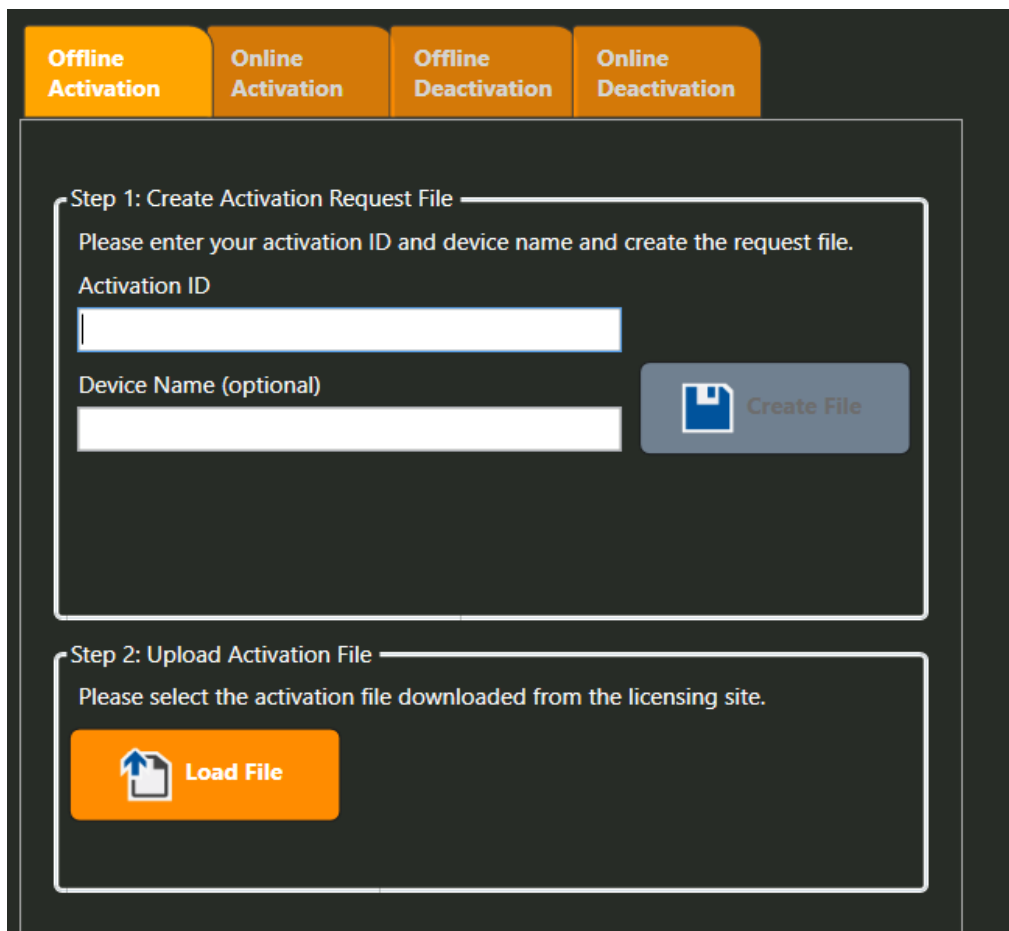 Offline Activation
Online Activation
Offline Deactivation
Online Deactivation
Step 1: Create Activation Request File
Please enter your activation ID and device name and create the request file.
Activation ID
Device Name (optional)
Create File
Step 2: Upload Activation File
Please select the activation file downloaded from the licensing site.
Load File